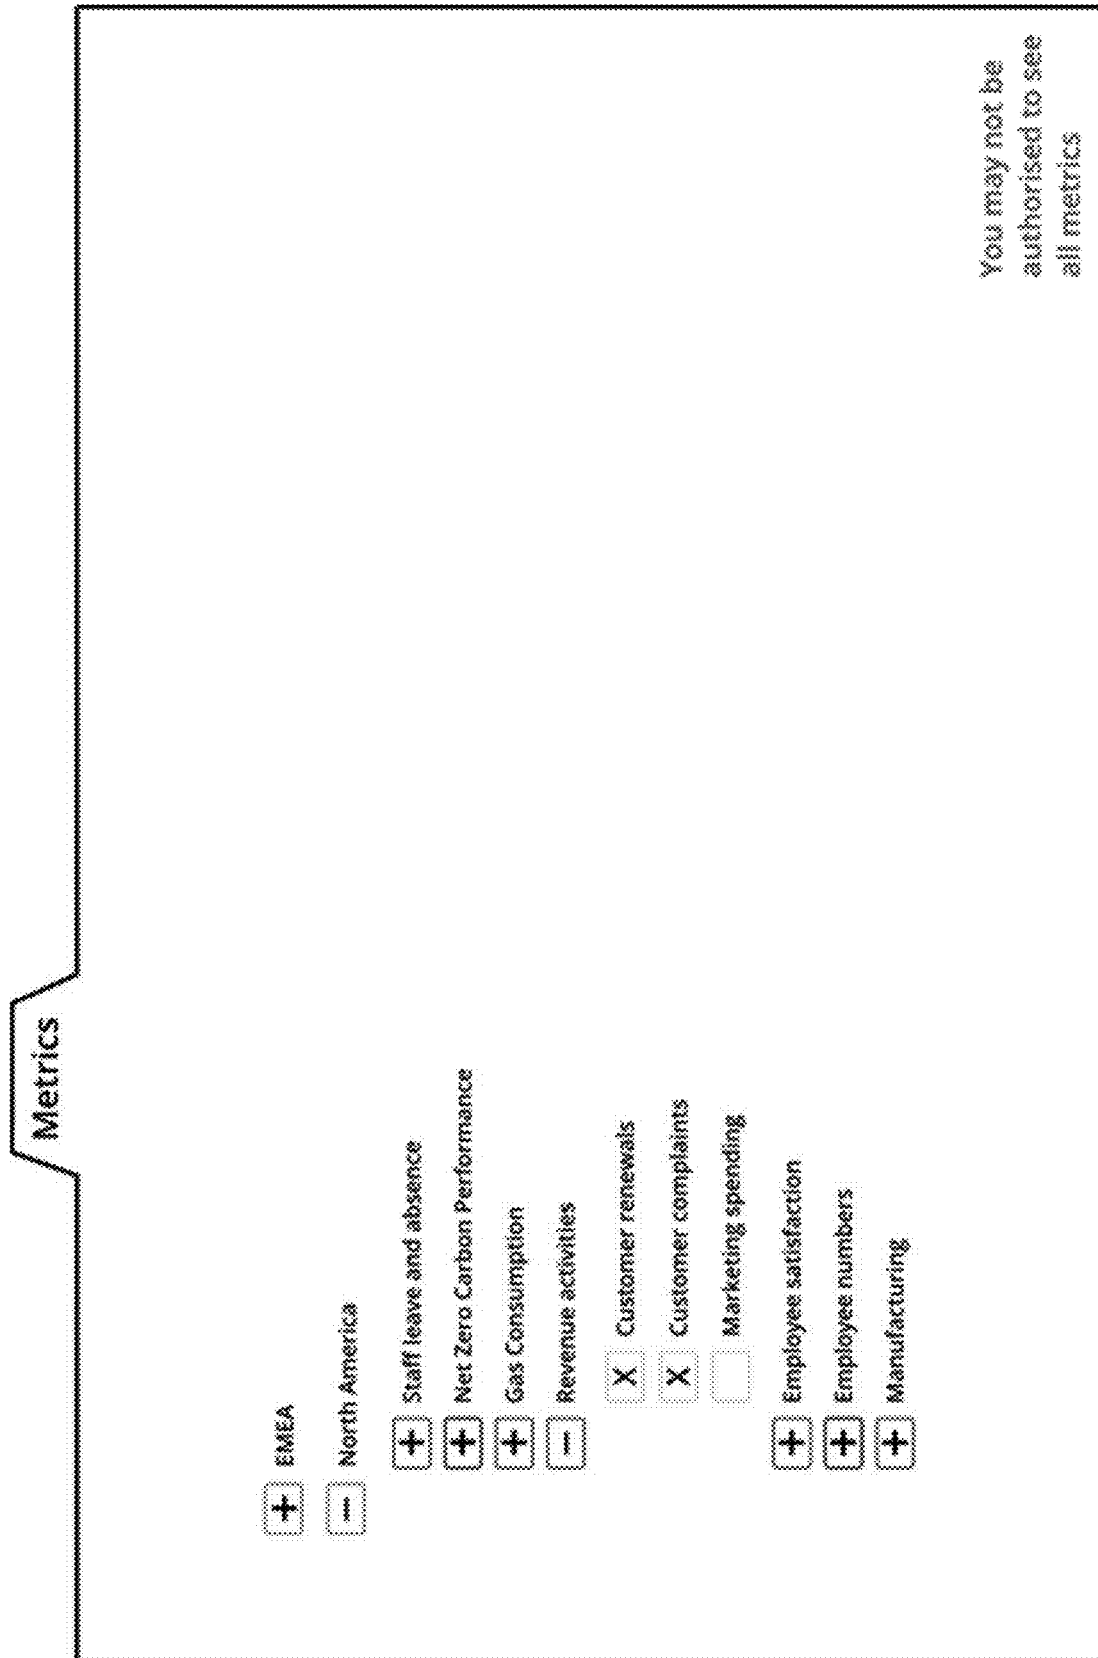 Metrics
+ EMEA
− North America
+ Staff leave and absence
+ Net Zero Carbon Performance
+ Gas Consumption
− Revenue activities
X Customer renewals
X Customer complaints
Marketing spending
+ Employee satisfaction
+ Employee numbers
+ Manufacturing
You may not be
authorised to see
all metrics